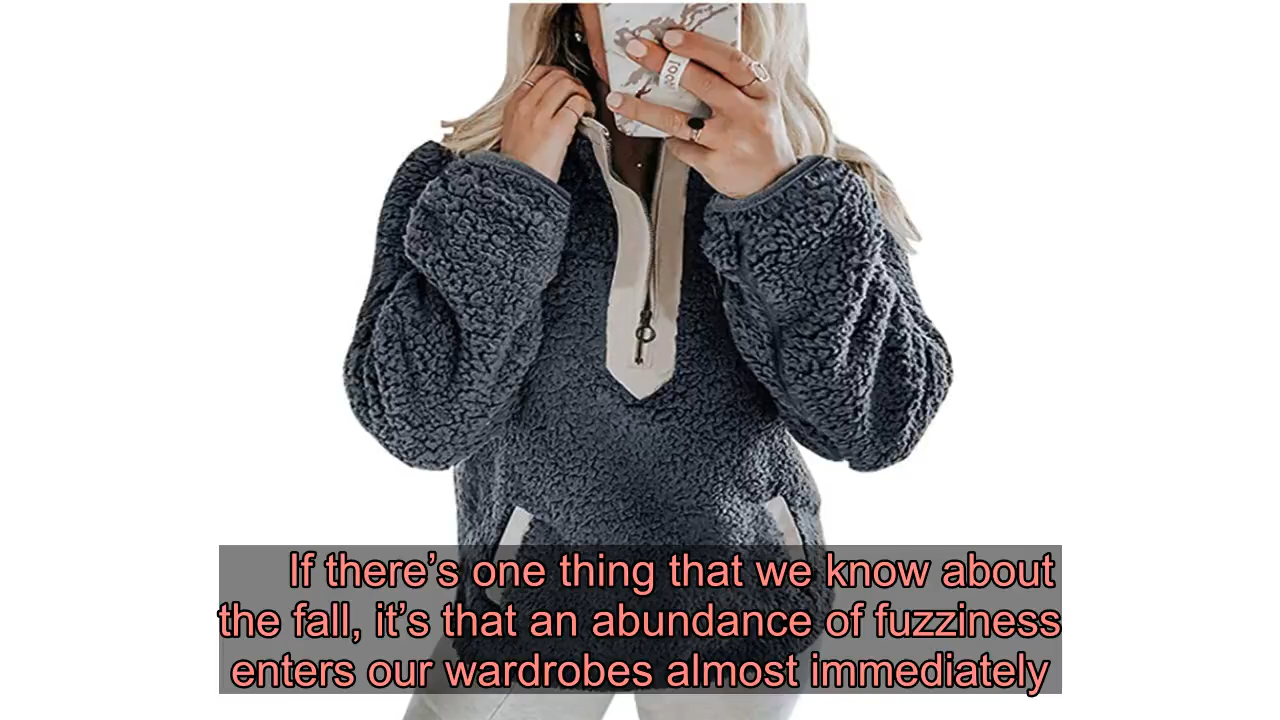 If there’s one thing that we know about
the fall, it’s that an abundance of fuzziness
enters our wardrobes almost immediately